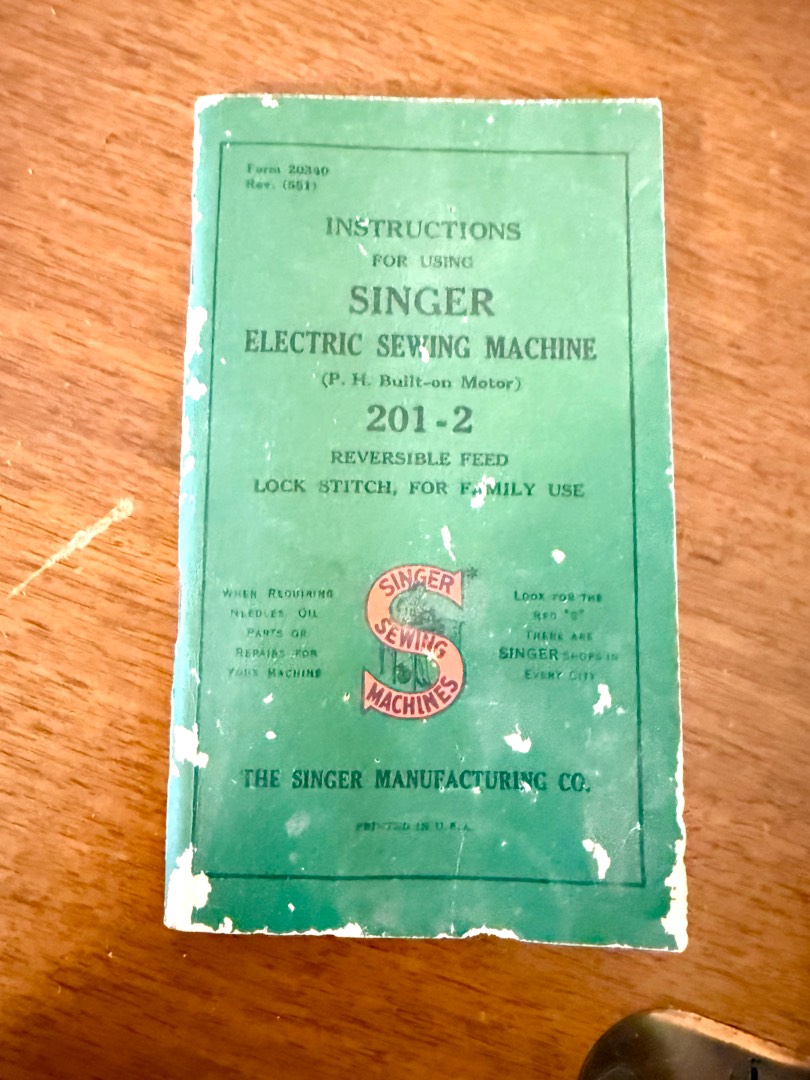 Form 20340
Rev. (551)
INSTRUCTIONS
FOR USING
SINGER
ELECTRIC SEWING MACHINE
(P. H. Built-on Motor)
201-2
REVERSIBLE FEED
LOCK STITCH, FOR FAMILY USE
WHEN REQUIRING
NEEDLES, OIL
PARTS OR
REPAIRS FOR
YOUR MACHINE
SINGER
SEWING
MACHINES
LOOK FOR THE
RED "S"
THERE ARE
SINGER SHOPS IN
EVERY CITY
THE SINGER MANUFACTURING CO.
PRINTED IN U.S.A.